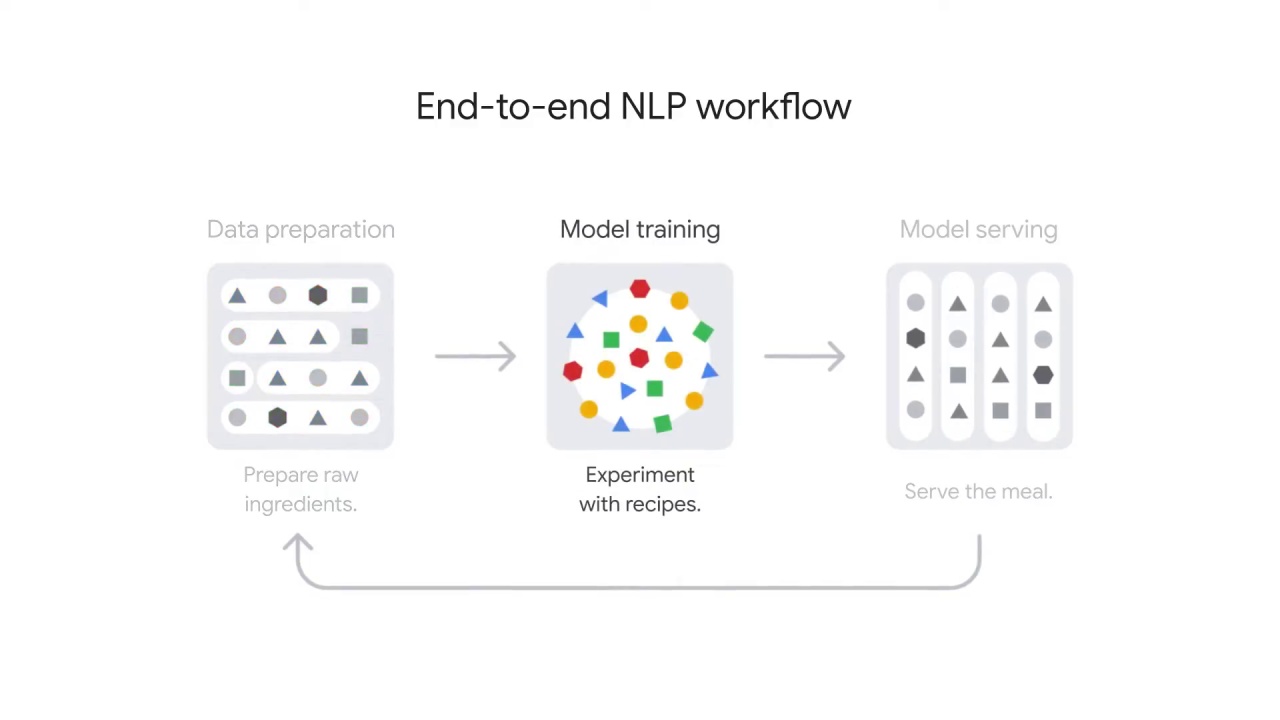 End-to-end NLP workflow
Data preparation
Model training
Model serving
Prepare raw
ingredients.
Experiment
with recipes.
Serve the meal.